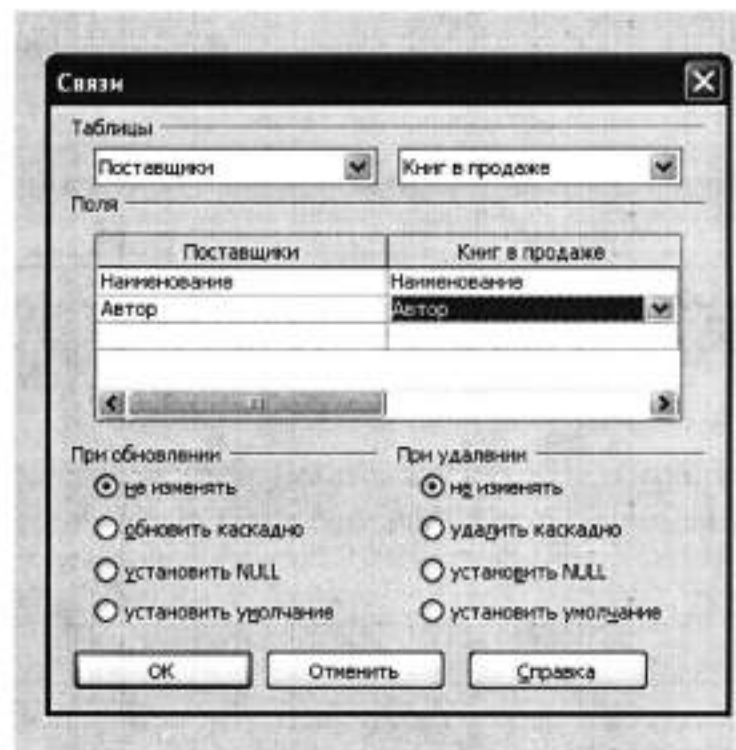 Связи
Таблицы
Поставщики Книг в продаже
Поля
Поставщики Книг в продаже
Наименование Наименование
Автор Автор
При обновлении При удалении
не изменять не изменять
обновить каскадно удалить каскадно
установить NULL установить NULL
установить умолчание установить умолчание
ОК Отменить Справка